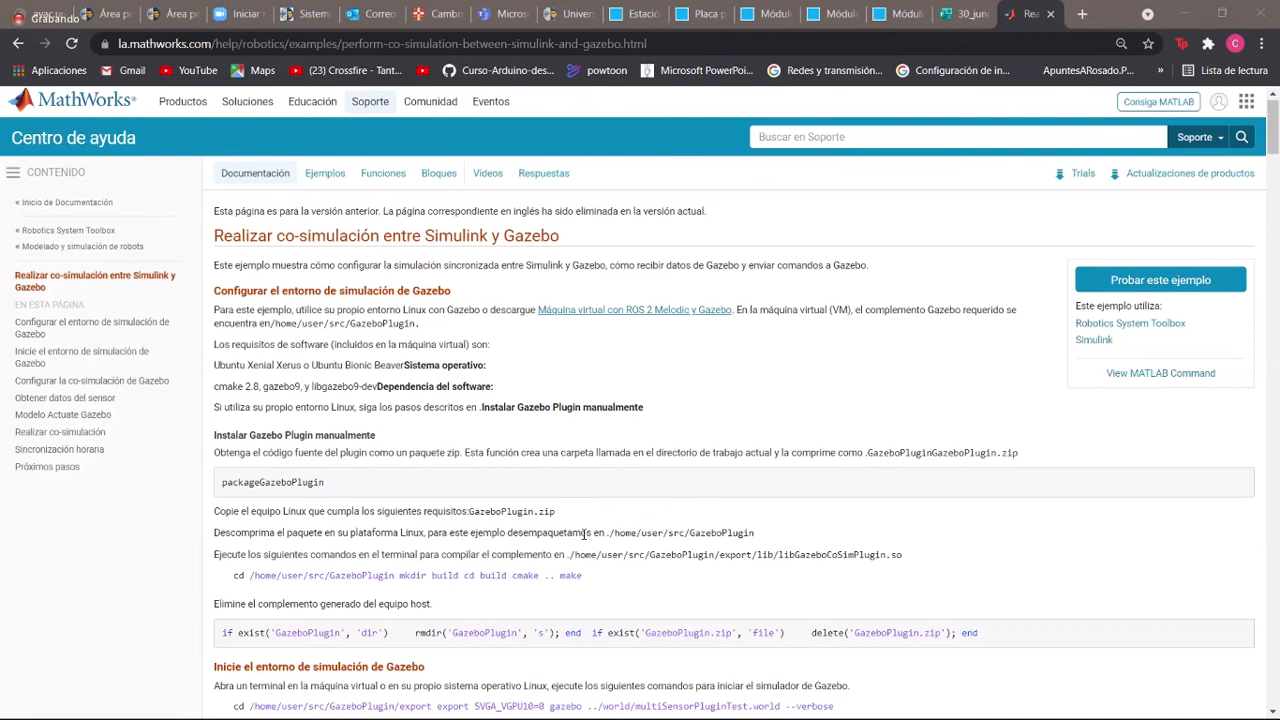 Calidad
Área p
Área p
Documentación
Sistem
Correo
Camb
Micros
Univer
Estació
Placa p
Módul
Módul
Módul
30_jun
Rea
la.mathworks.com/help/robotics/examples/perform-co-simulation-between-simulink-and-gazebo.html
Aplicaciones
Gmail
YouTube
Maps
(23) Crossfire - Tant...
Curso-Arduino-de...
powtoon
Microsoft PowerPoi...
Redes y transmisión...
Configuración de in...
ApuntesARosado.P...
»
Lista de lectura
MathWorks®
Productos
Soluciones
Educación
Soporte
Comunidad
Eventos
Consiga MATLAB
Centro de ayuda
Buscar en Soporte
Soporte
CONTENIDO
Documentación
Ejemplos
Funciones
Bloques
Vídeos
Respuestas
Trials
Actualizaciones de productos
« Inicio de Documentación
« Robotics System Toolbox
« Modelado y simulación de robots
Realizar co-simulación entre Simulink y
Gazebo
EN ESTA PÁGINA
Configurar el entorno de simulación de
Gazebo
Inicie el entorno de simulación de
Gazebo
Configurar la co-simulación de Gazebo
Obtener datos del sensor
Modelo Actuate Gazebo
Realizar co-simulación
Sincronización horaria
Próximos pasos
Esta página es para la versión anterior. La página correspondiente en inglés ha sido eliminada en la versión actual.
Realizar co-simulación entre Simulink y Gazebo
Este ejemplo muestra cómo configurar la simulación sincronizada entre Simulink y Gazebo, cómo recibir datos de Gazebo y enviar comandos a Gazebo.
Configurar el entorno de simulación de Gazebo
Para este ejemplo, utilice su propio entorno Linux con Gazebo o descargue Máquina virtual con ROS 2 Melodic y Gazebo. En la máquina virtual (VM), el complemento Gazebo requerido se
encuentra en/home/user/src/GazeboPlugin.
Los requisitos de software (incluidos en la máquina virtual) son:
Ubuntu Xenial Xerus o Ubuntu Bionic BeaverSistema operativo:
cmake 2.8, gazebo9, y libgazebo9-devDependencia del software:
Si utiliza su propio entorno Linux, siga los pasos descritos en .Instalar Gazebo Plugin manualmente
Instalar Gazebo Plugin manualmente
Obtenga el código fuente del plugin como un paquete zip. Esta función crea una carpeta llamada en el directorio de trabajo actual y la comprime como .GazeboPluginGazeboPlugin.zip
packageGazeboPlugin
Copie el equipo Linux que cumpla los siguientes requisitos:GazeboPlugin.zip
Descomprima el paquete en su plataforma Linux, para este ejemplo desempaquetamos en ./home/user/src/GazeboPlugin
Ejecute los siguientes comandos en el terminal para compilar el complemento en ./home/user/src/GazeboPlugin/export/lib/libGazeboCoSimPlugin.so
cd /home/user/src/GazeboPlugin mkdir build cd build cmake .. make
Elimine el complemento generado del equipo host.
if exist('GazeboPlugin', 'dir') rmdir('GazeboPlugin', 's'); end if exist('GazeboPlugin.zip', 'file') delete('GazeboPlugin.zip'); end
Inicie el entorno de simulación de Gazebo
Abra un terminal en la máquina virtual o en su propio sistema operativo Linux, ejecute los siguientes comandos para iniciar el simulador de Gazebo.
cd /home/user/src/GazeboPlugin/export export SVGA_VGPU10=0 gazebo ../world/multiSensorPluginTest.world --verbose
Probar este ejemplo
Este ejemplo utiliza:
Robotics System Toolbox
Simulink
View MATLAB Command